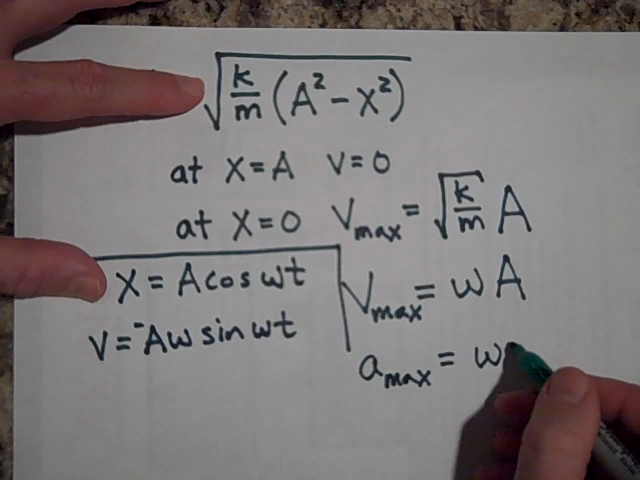 √(k/m (A² − x²))
at x = A v = 0
at x = 0 Vmax = √(k/m) A
x = A cos ωt
Vmax = ωA
v = -Aω sin ωt
amax = ω